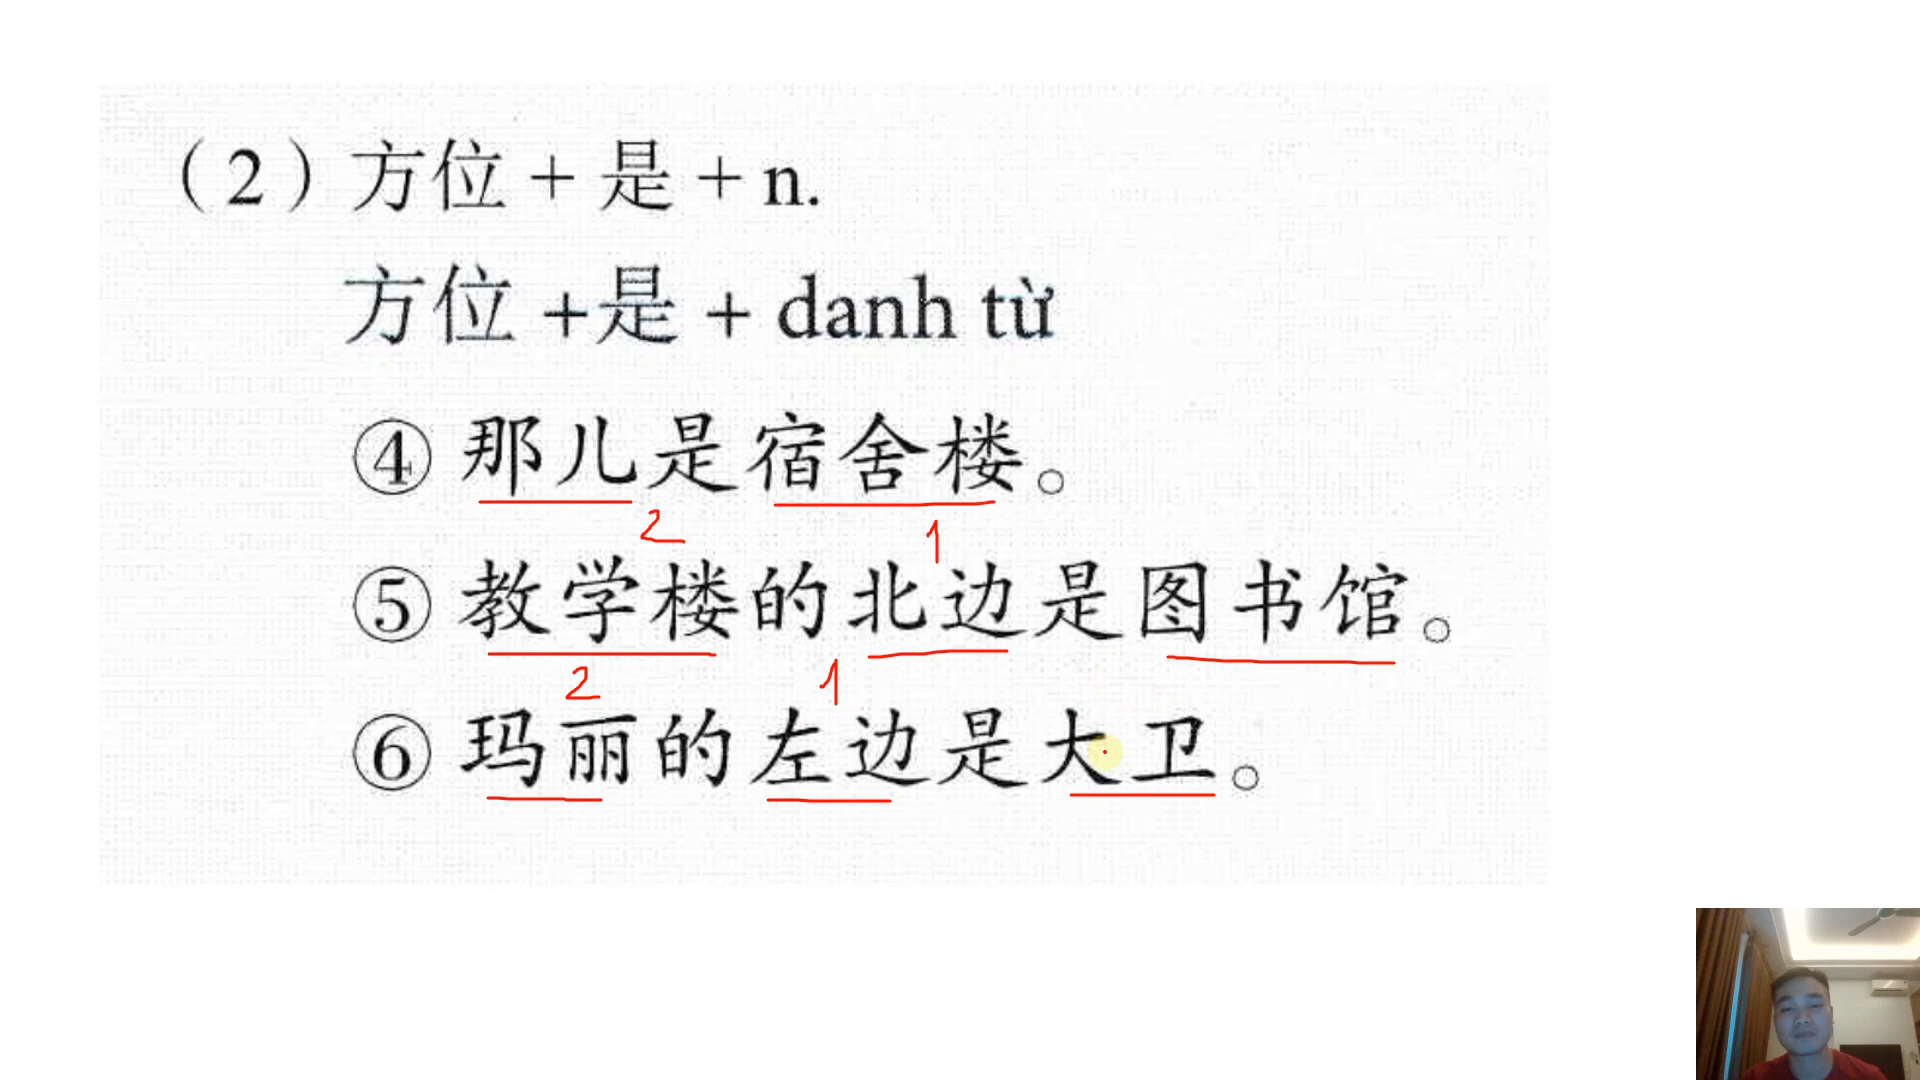 (2) 方位 + 是 + n.
方位 +是 + danh từ
④ 那儿是宿舍楼。
2 1
⑤ 教学楼的北边是图书馆。
2 1
⑥ 玛丽的左边是大卫。